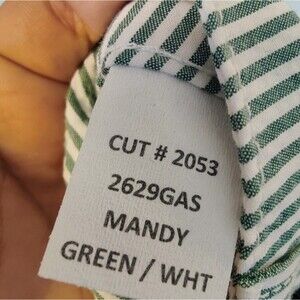 CUT # 2053
2629GAS
MANDY
GREEN / WHT